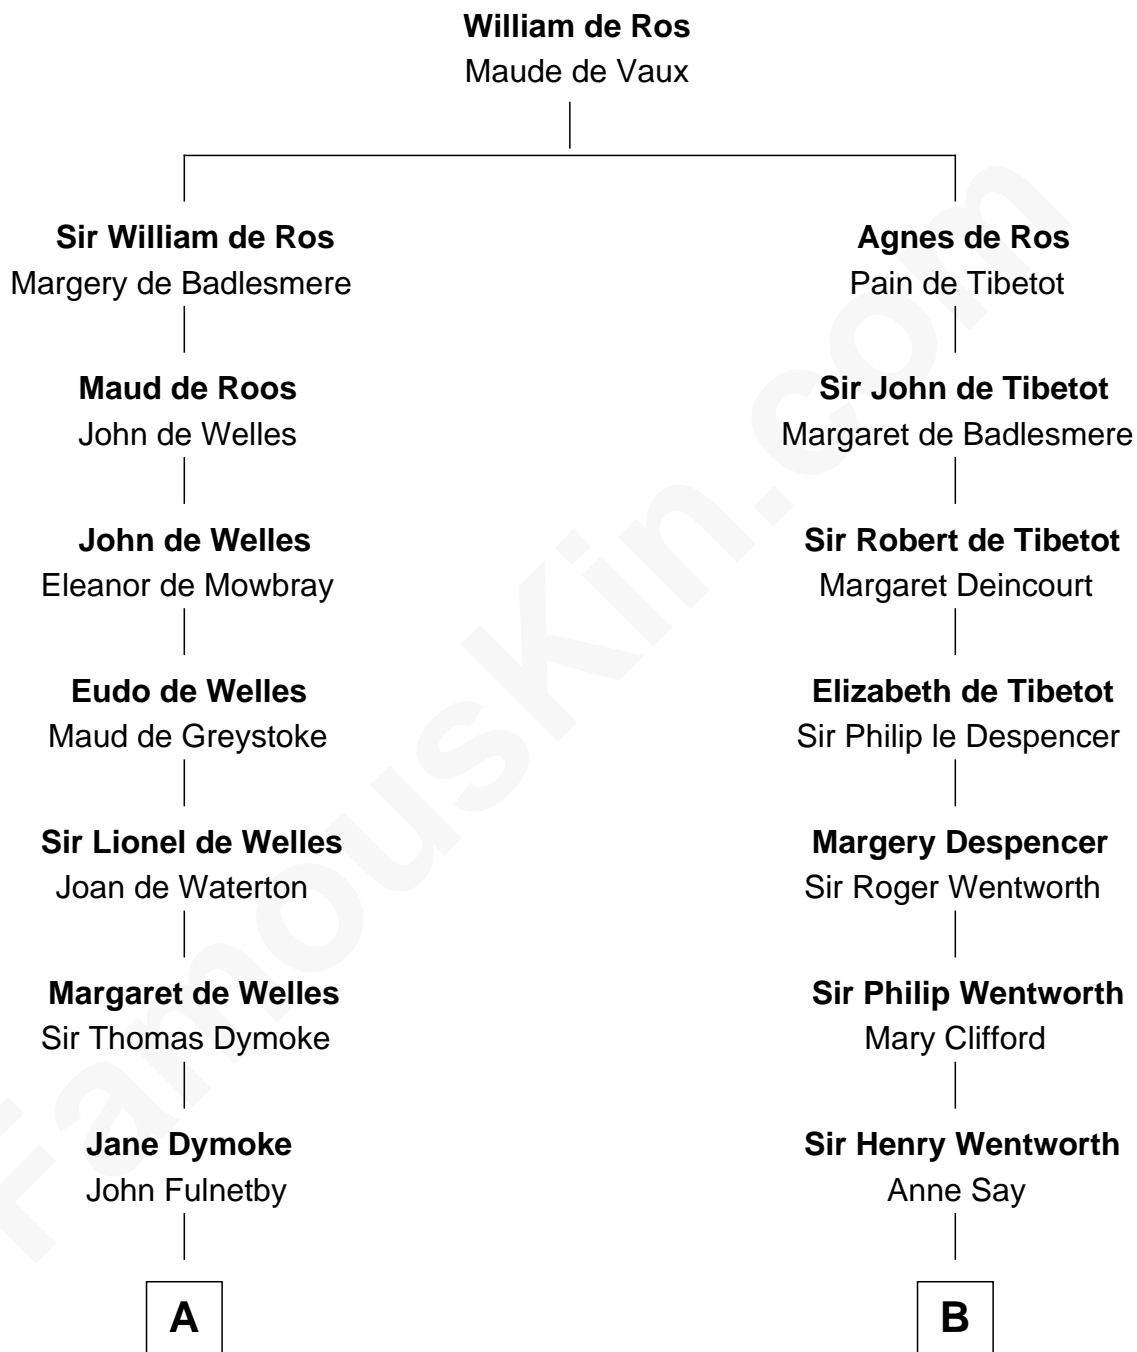 William de Ros
Maude de Vaux
Sir William de Ros
Margery de Badlesmere
Agnes de Ros
Pain de Tibetot
Maud de Roos
John de Welles
Sir John de Tibetot
Margaret de Badlesmere
John de Welles
Eleanor de Mowbray
Sir Robert de Tibetot
Margaret Deincourt
Eudo de Welles
Maud de Greystoke
Elizabeth de Tibetot
Sir Philip le Despencer
Sir Lionel de Welles
Joan de Waterton
Margery Despencer
Sir Roger Wentworth
Margaret de Welles
Sir Thomas Dymoke
Sir Philip Wentworth
Mary Clifford
Jane Dymoke
John Fulnetby
Sir Henry Wentworth
Anne Say
A
B
FamousKin.com